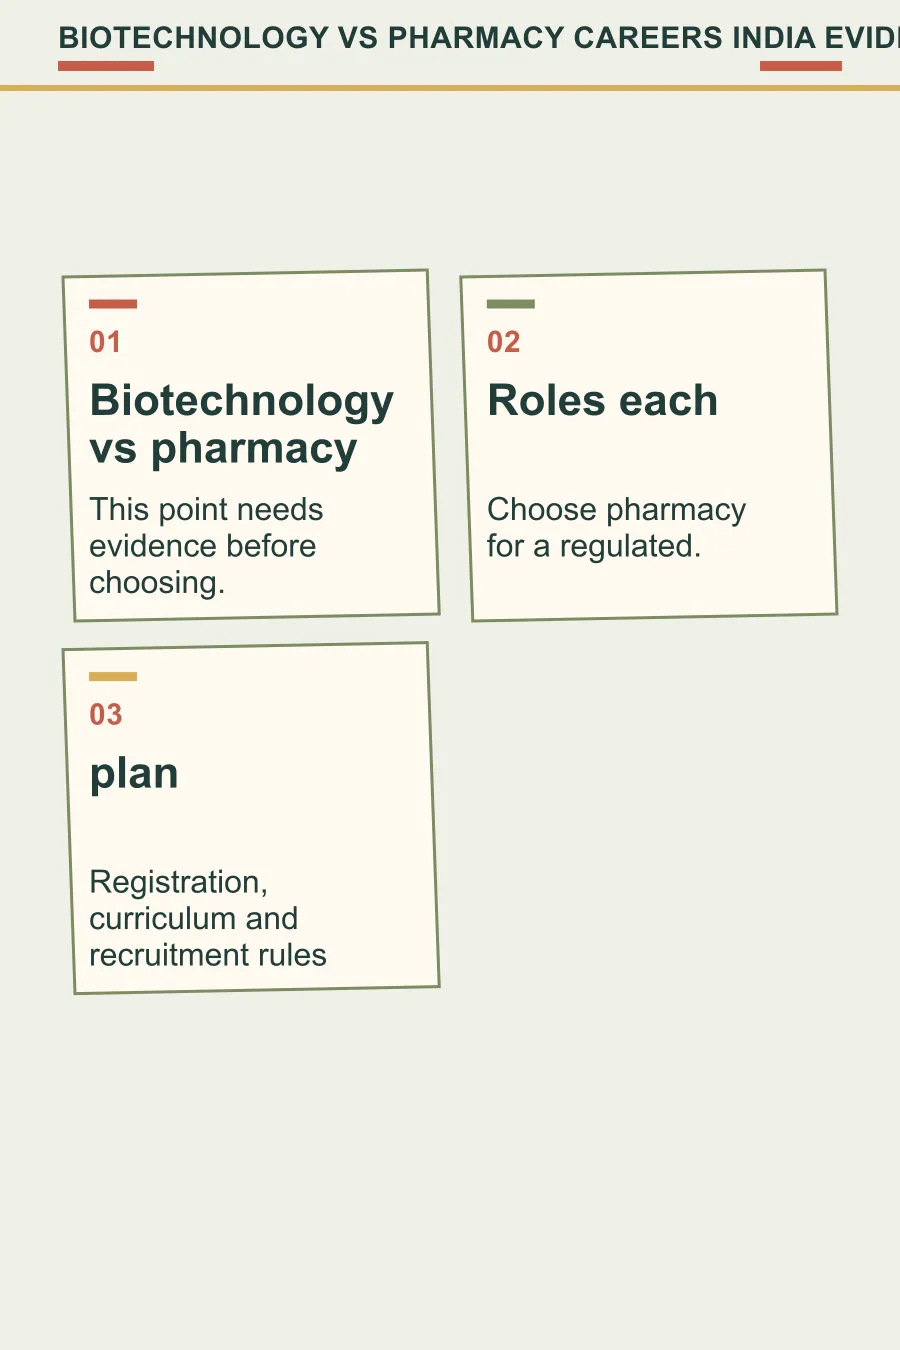 BIOTECHNOLOGY VS PHARMACY CAREERS INDIA EVID
01
Biotechnology
vs pharmacy
This point needs
evidence before
choosing.
02
Roles each
Choose pharmacy
for a regulated.
03
plan
Registration,
curriculum and
recruitment rules